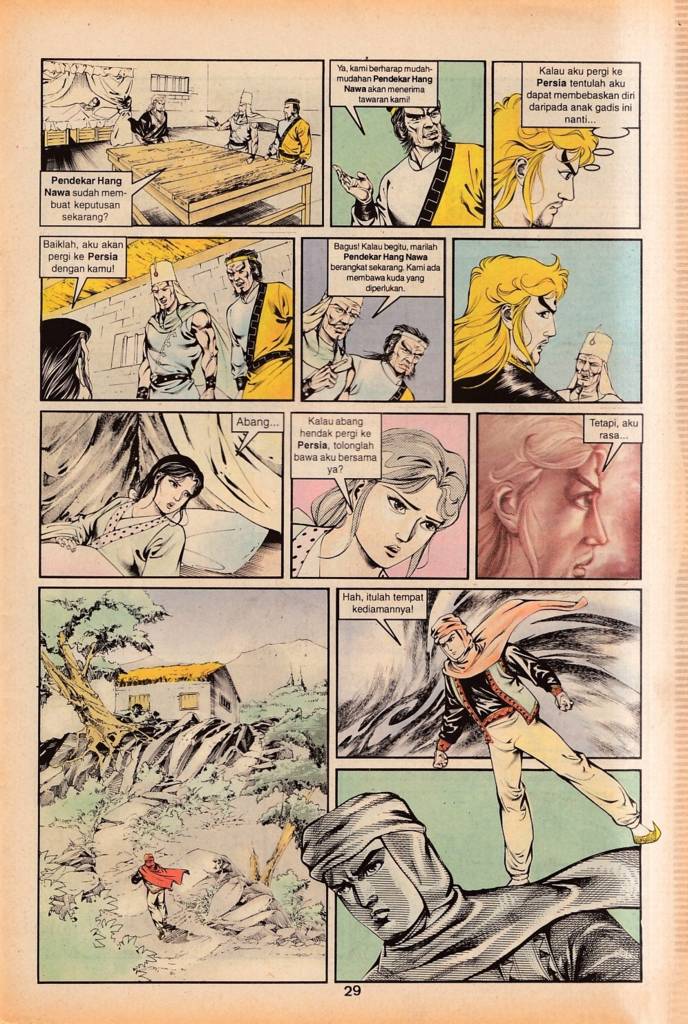 Pendekar Hang
Nawa sudah mem-
buat keputusan
sekarang?
Ya, kami berharap mudah-
mudahan Pendekar Hang
Nawa akan menerima
tawaran kami!
Kalau aku pergi ke
Persia tentulah aku
dapat membebaskan diri
daripada anak gadis ini
nanti...
Baiklah, aku akan
pergi ke Persia
dengan kamu!
Bagus! Kalau begitu, marilah
Pendekar Hang Nawa
berangkat sekarang. Kami ada
membawa kuda yang
diperlukan.
Abang...
Kalau abang
hendak pergi ke
Persia, tolonglah
bawa aku bersama
ya?
Tetapi, aku
rasa...
Hah, itulah tempat
kediamannya!
29